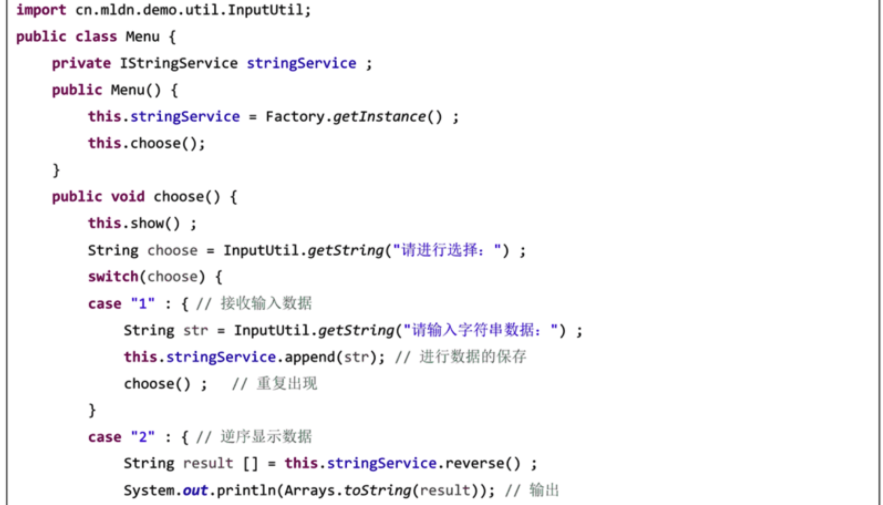 import cn.mldn.demo.util.InputUtil;
public class Menu {
    private IStringService stringService ;
    public Menu() {
        this.stringService = Factory.getInstance() ;
        this.choose();
    }
    public void choose() {
        this.show() ;
        String choose = InputUtil.getString("请进行选择：") ;
        switch(choose) {
        case "1" : { // 接收输入数据
            String str = InputUtil.getString("请输入字符串数据：") ;
            this.stringService.append(str); // 进行数据的保存
            choose() ;   // 重复出现
        }
        case "2" : { // 逆序显示数据
            String result [] = this.stringService.reverse() ;
            System.out.println(Arrays.toString(result)); // 输出